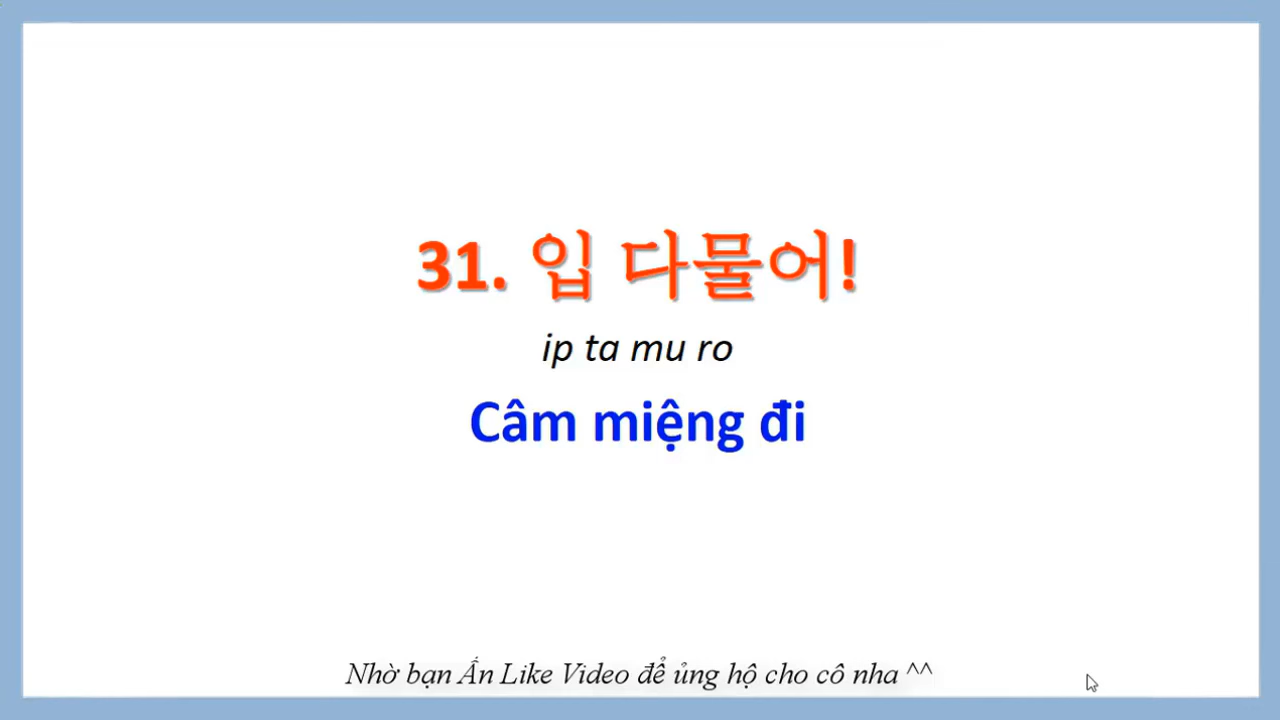 31. 입 다물어!
ip ta mu ro
Câm miệng đi
Nhờ bạn Ấn Like Video để ủng hộ cho cô nha ^^